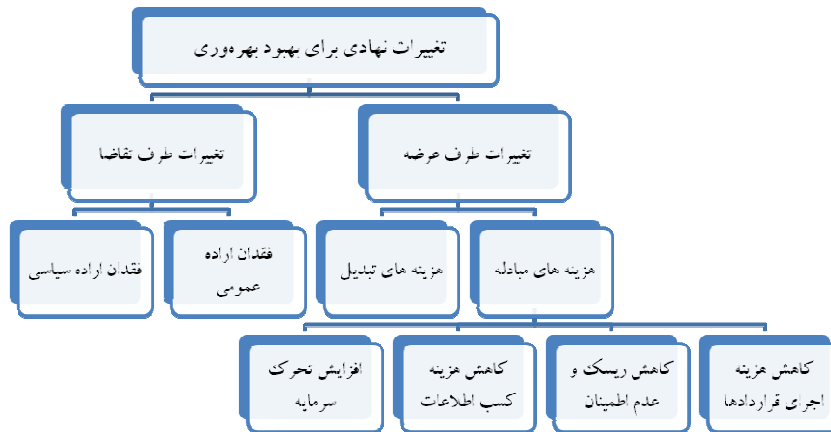 تغییرات نهادی برای بهبود بهره‌وری
تغییرات طرف عرضه
تغییرات طرف تقاضا
هزینه های مبادله
هزینه های تبدیل
فقدان اراده
عمومی
فقدان اراده سیاسی
کاهش هزینه
اجرای قراردادها
کاهش ریسک و
عدم اطمینان
کاهش هزینه
کسب اطلاعات
افزایش تحرک
سرمایه